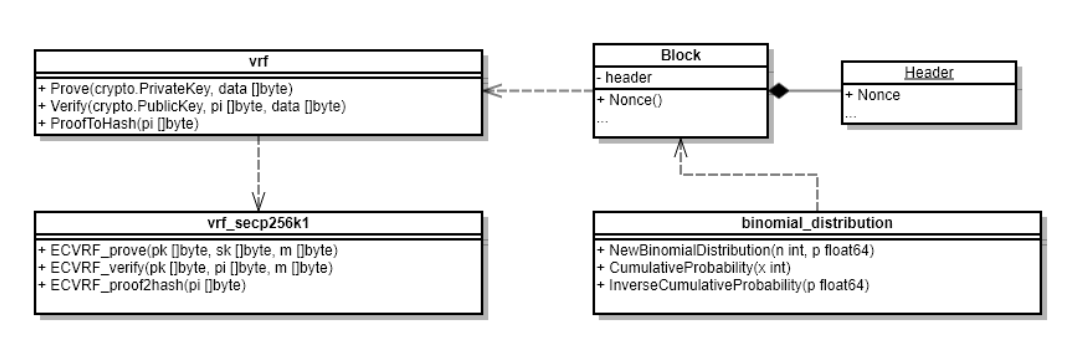 vrf
+ Prove(crypto.PrivateKey, data []byte)
+ Verify(crypto.PublicKey, pi []byte, data []byte)
+ ProofToHash(pi []byte)
Block
- header
+ Nonce()
...
Header
+ Nonce
...
vrf_secp256k1
+ ECVRF_prove(pk []byte, sk []byte, m []byte)
+ ECVRF_verify(pk []byte, pi []byte, m []byte)
+ ECVRF_proof2hash(pi []byte)
binomial_distribution
+ NewBinomialDistribution(n int, p float64)
+ CumulativeProbability(x int)
+ InverseCumulativeProbability(p float64)